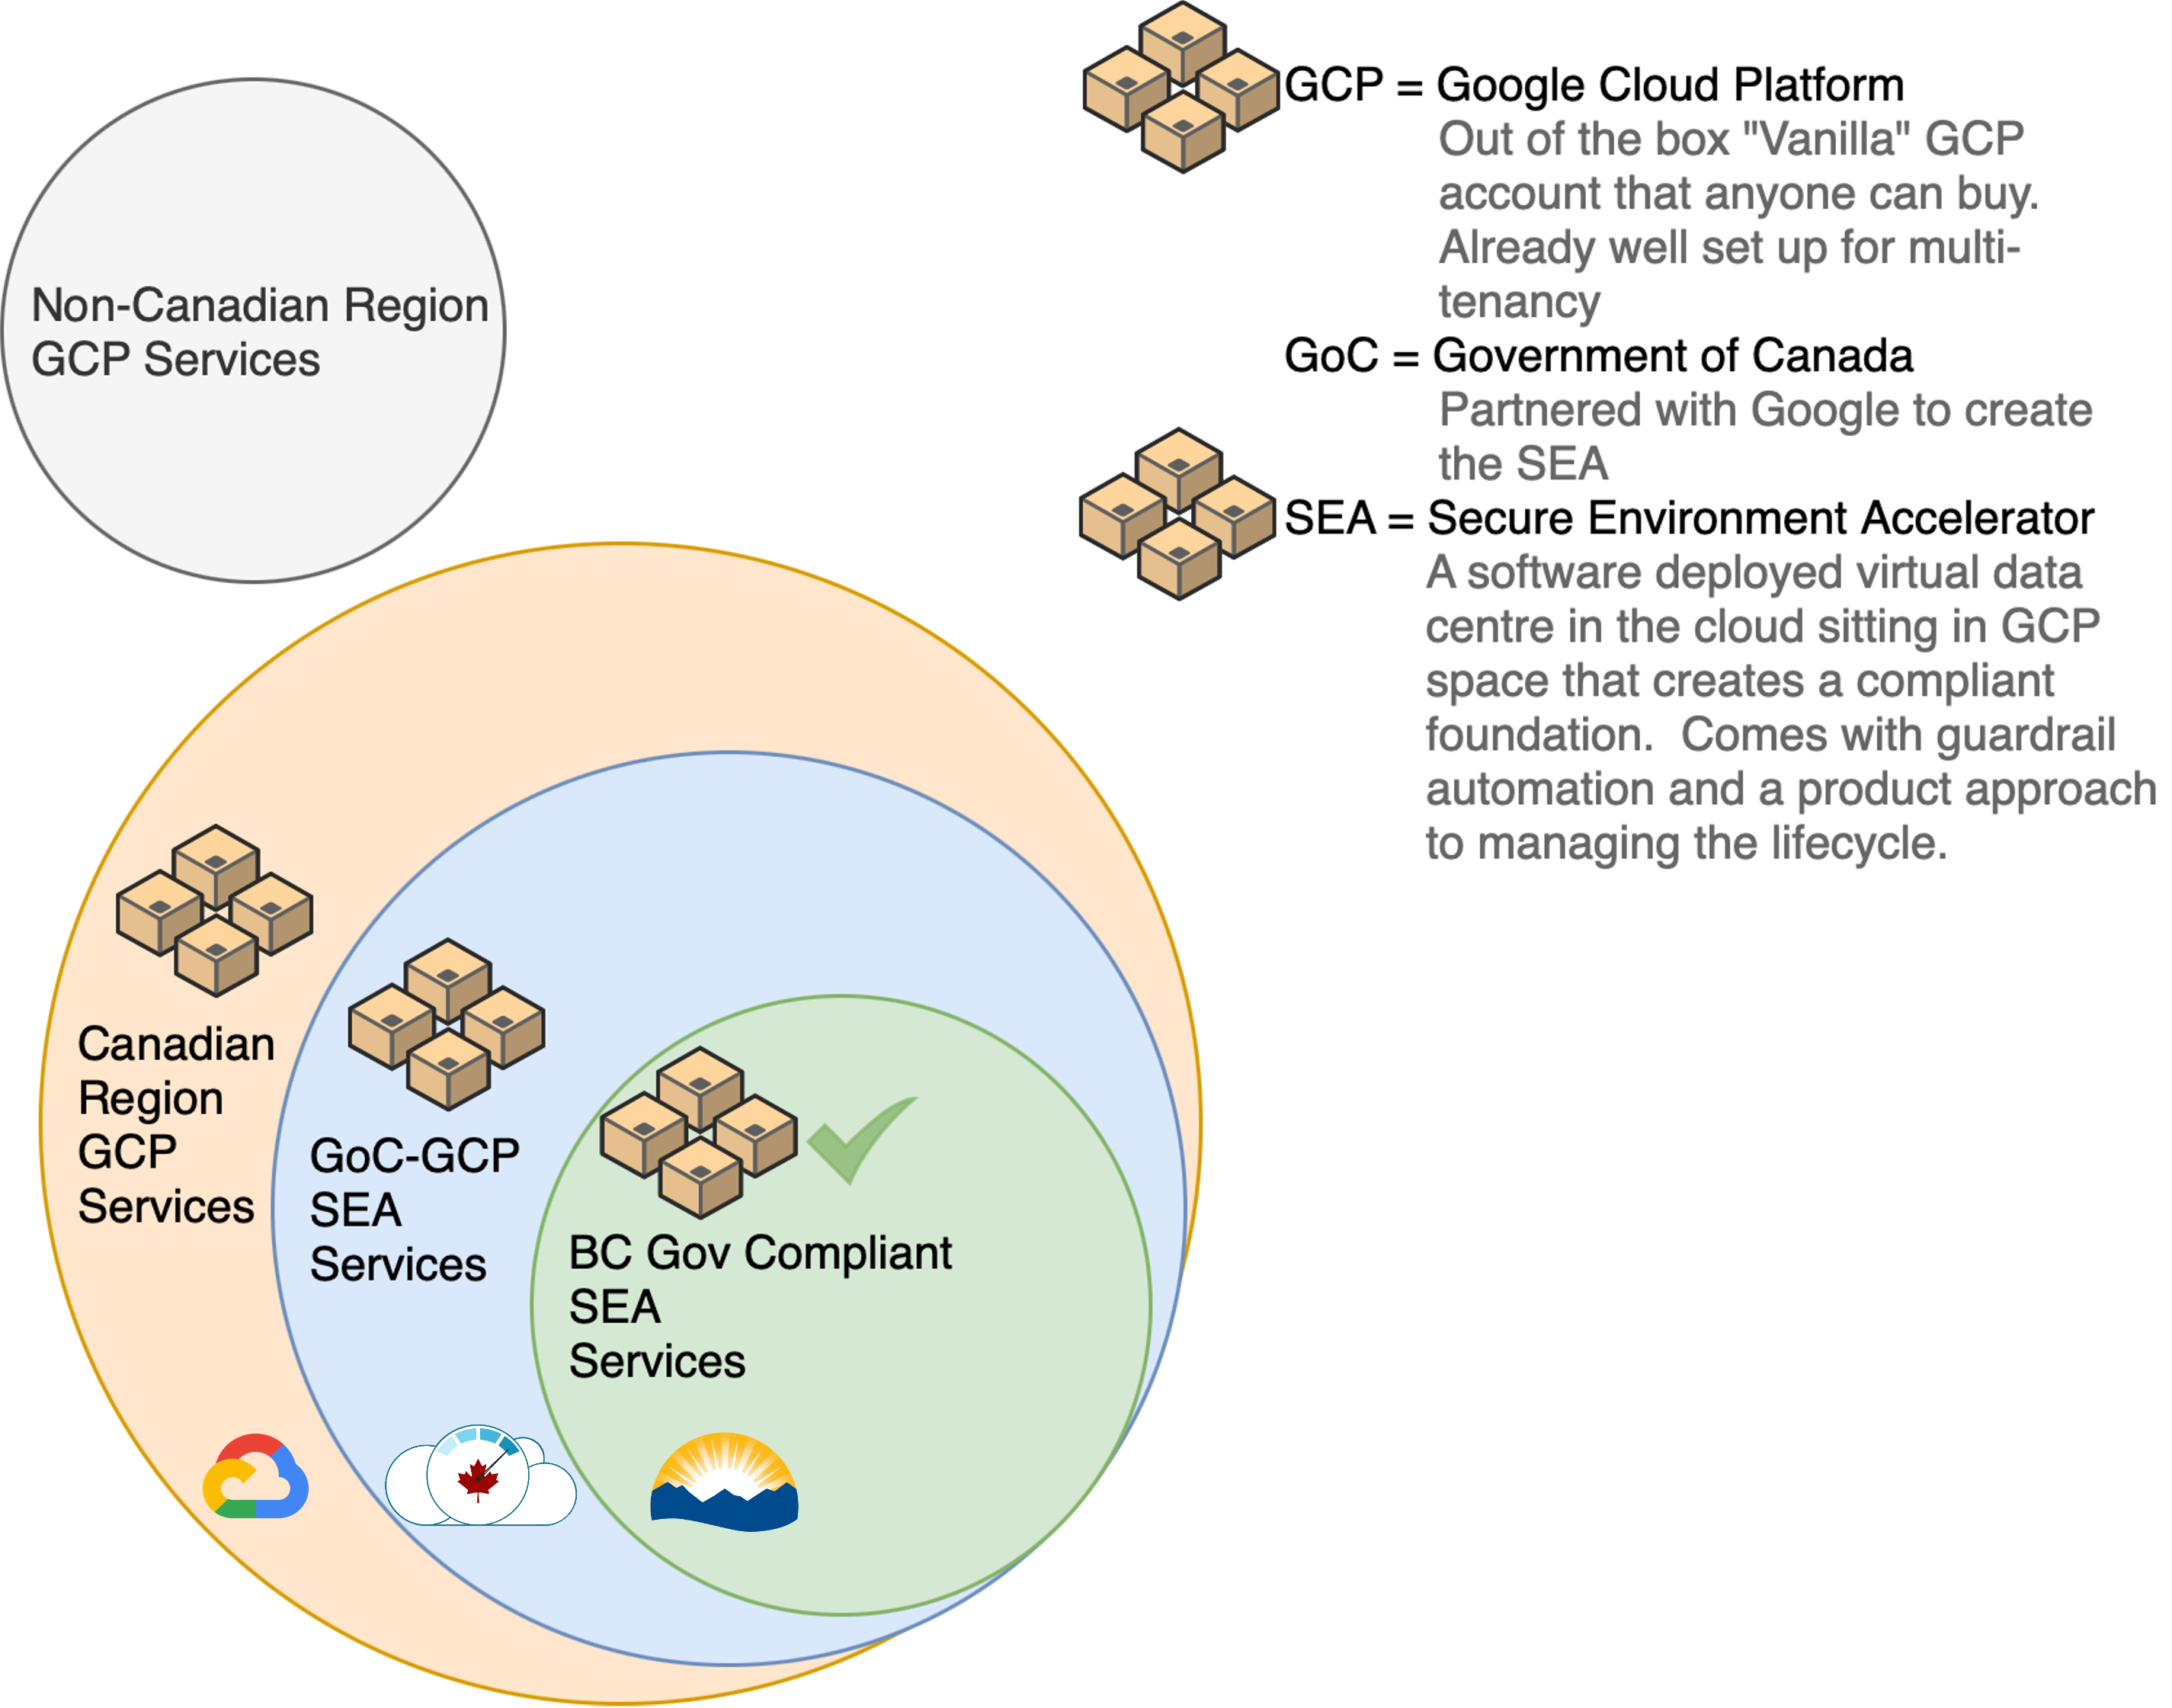 Non-Canadian Region
GCP Services
GCP = Google Cloud Platform
Out of the box "Vanilla" GCP
account that anyone can buy.
Already well set up for multi-
tenancy
GoC = Government of Canada
Partnered with Google to create
the SEA
SEA = Secure Environment Accelerator
A software deployed virtual data
centre in the cloud sitting in GCP
space that creates a compliant
foundation.  Comes with guardrail
automation and a product approach
to managing the lifecycle.
Canadian
Region
GCP
Services
GoC-GCP
SEA
Services
BC Gov Compliant
SEA
Services